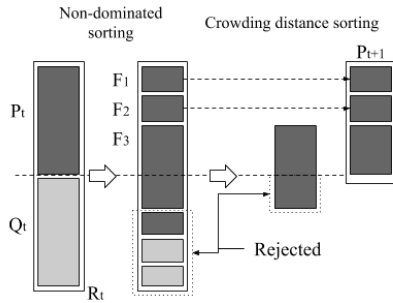 Non-dominated
sorting
Crowding distance sorting
Pt+1
Pt
F1
F2
F3
Qt
Rejected
Rt